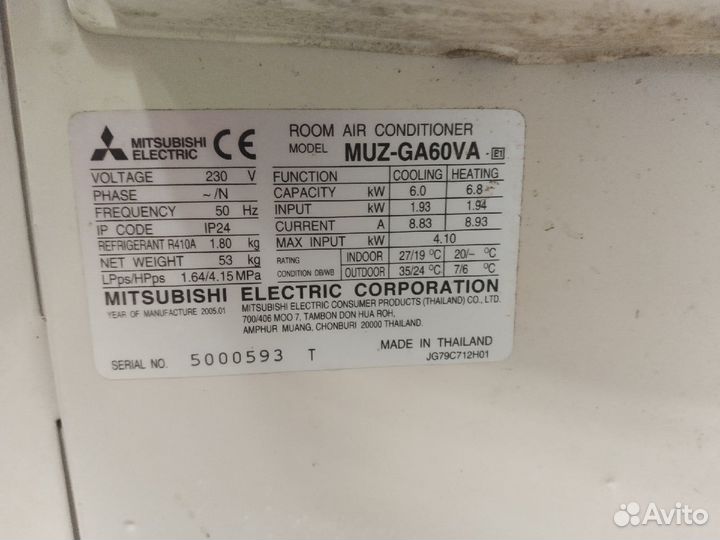 MITSUBISHI ELECTRIC CE
ROOM AIR CONDITIONER
MODEL MUZ-GA60VA - E1
VOLTAGE 230 V
PHASE ~/N
FREQUENCY 50 Hz
IP CODE IP24
REFRIGERANT R410A 1.80 kg
NET WEIGHT 53 kg
LPps/HPps 1.64/4.15 MPa
FUNCTION COOLING HEATING
CAPACITY kW 6.0 6.8
INPUT kW 1.93 1.94
CURRENT A 8.83 8.93
MAX INPUT kW 4.10
RATING CONDITION DB/WB INDOOR 27/19 °C 20/– °C
OUTDOOR 35/24 °C 7/6 °C
MITSUBISHI ELECTRIC CORPORATION
YEAR OF MANUFACTURE 2005.01
MITSUBISHI ELECTRIC CONSUMER PRODUCTS (THAILAND) CO., LTD.
700/406 MOO 7, TAMBON DON HUA ROH,
AMPHUR MUANG, CHONBURI 20000 THAILAND.
SERIAL NO. 5000593 T
MADE IN THAILAND
JG79C712H01
Avito